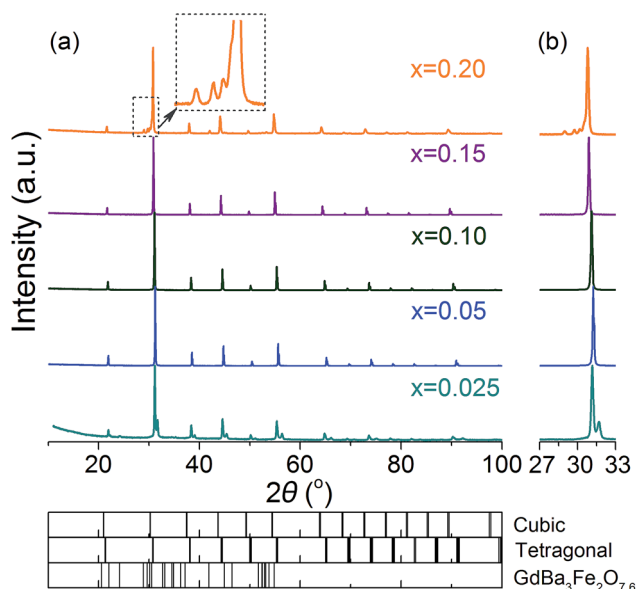 (a)
(b)
x=0.20
x=0.15
x=0.10
x=0.05
x=0.025
Intensity (a.u.)
20 40 60 80 100
27 30 33
2θ (°)
Cubic
Tetragonal
GdBa₃Fe₂O₇.₆